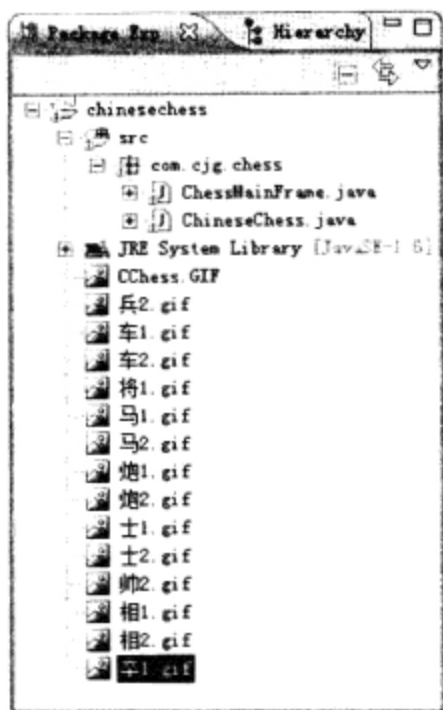 Package Exp Hierarchy
chinesechess
src
com.cjg.chess
ChessMainFrame.java
ChineseChess.java
JRE System Library [JavaSE-1.6]
CChess.GIF
兵2.gif
车1.gif
车2.gif
将1.gif
马1.gif
马2.gif
炮1.gif
炮2.gif
士1.gif
士2.gif
帅2.gif
相1.gif
相2.gif
卒1.gif